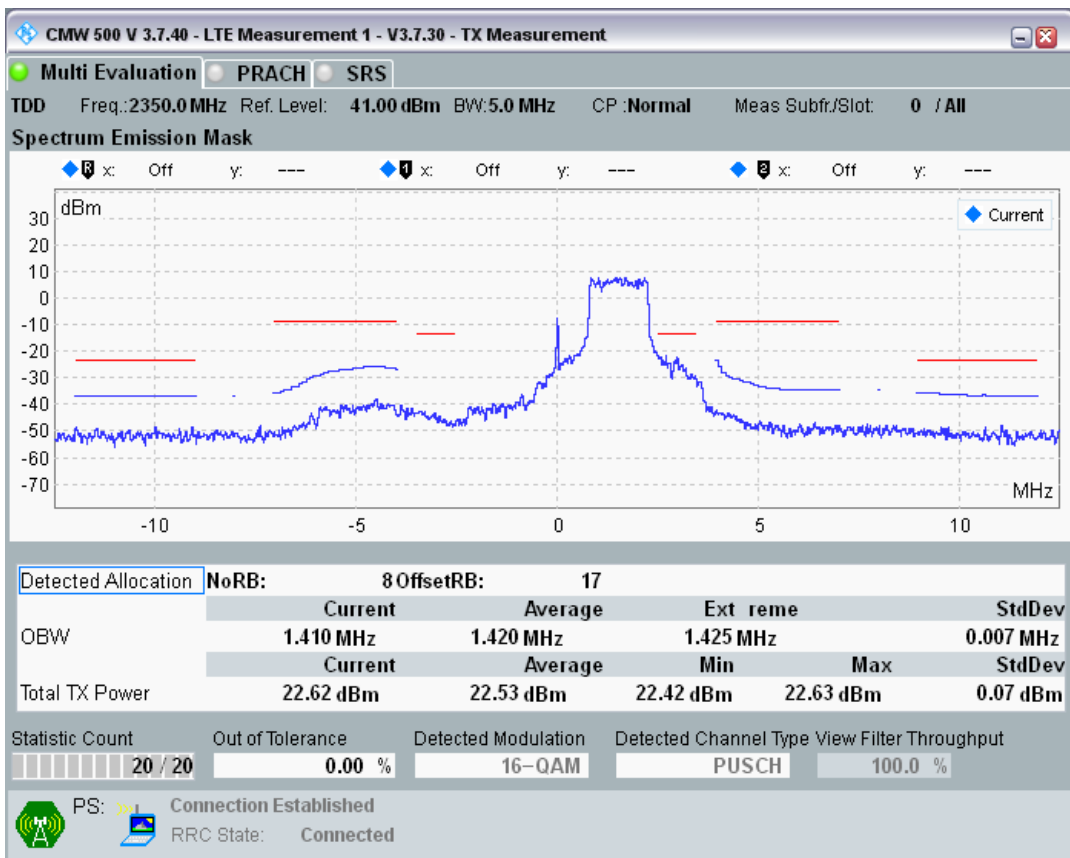 CMW 500 V 3.7.40 - LTE Measurement 1 - V3.7.30 - TX Measurement
Multi Evaluation PRACH SRS
TDD Freq.:2350.0 MHz Ref. Level: 41.00 dBm BW:5.0 MHz CP :Normal Meas Subfr./Slot: 0 / All
Spectrum Emission Mask
R x: Off y: --- 1 x: Off y: --- 2 x: Off y: ---
dBm
Current
30
20
10
0
-10
-20
-30
-40
-50
-60
-70
MHz
-10 -5 0 5 10
Detected Allocation NoRB: 8 OffsetRB: 17
Current Average Ext reme StdDev
OBW 1.410 MHz 1.420 MHz 1.425 MHz 0.007 MHz
Current Average Min Max StdDev
Total TX Power 22.62 dBm 22.53 dBm 22.42 dBm 22.63 dBm 0.07 dBm
Statistic Count Out of Tolerance Detected Modulation Detected Channel Type View Filter Throughput
20 / 20 0.00 % 16-QAM PUSCH 100.0 %
PS: Connection Established
RRC State: Connected